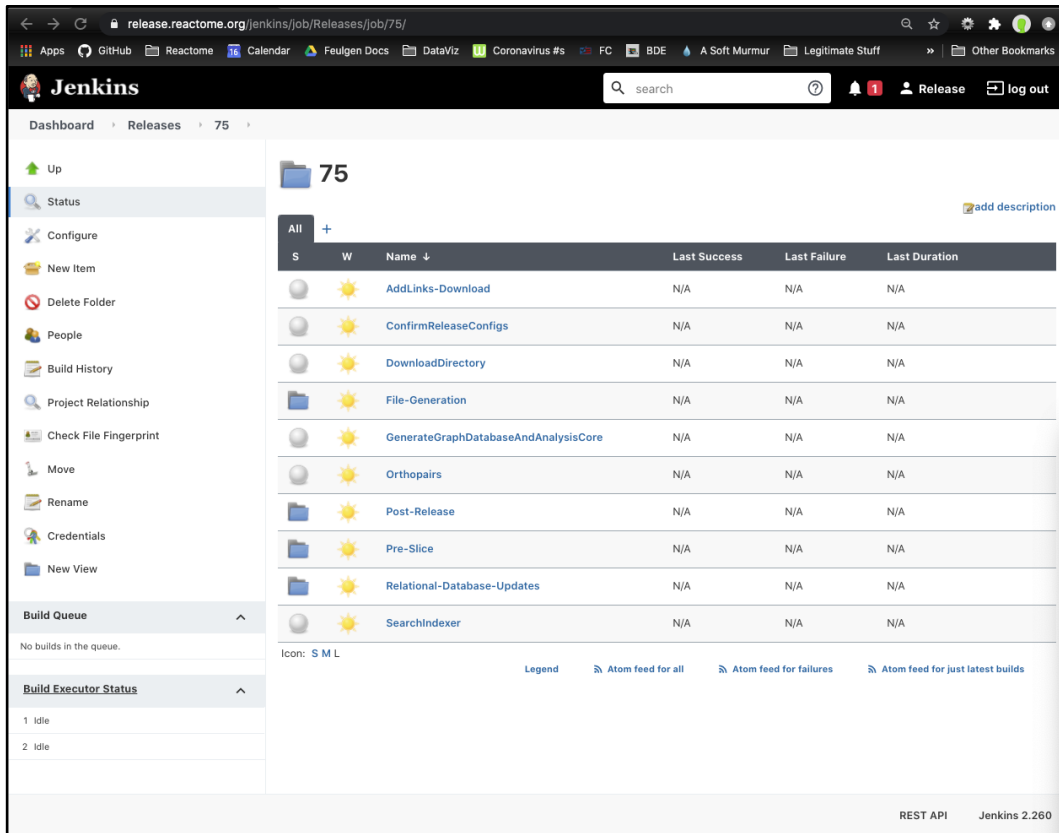 release.reactome.org/jenkins/job/Releases/job/75/
Apps GitHub Reactome 16 Calendar Feulgen Docs DataViz Coronavirus #s FC BDE A Soft Murmur Legitimate Stuff » Other Bookmarks
Jenkins search 1 Release log out
Dashboard Releases 75
Up
Status
Configure
New Item
Delete Folder
People
Build History
Project Relationship
Check File Fingerprint
Move
Rename
Credentials
New View
Build Queue
No builds in the queue.
Build Executor Status
1 Idle
2 Idle
75
add description
All +
S W Name ↓ Last Success Last Failure Last Duration
AddLinks-Download N/A N/A N/A
ConfirmReleaseConfigs N/A N/A N/A
DownloadDirectory N/A N/A N/A
File-Generation N/A N/A N/A
GenerateGraphDatabaseAndAnalysisCore N/A N/A N/A
Orthopairs N/A N/A N/A
Post-Release N/A N/A N/A
Pre-Slice N/A N/A N/A
Relational-Database-Updates N/A N/A N/A
SearchIndexer N/A N/A N/A
Icon: S M L
Legend Atom feed for all Atom feed for failures Atom feed for just latest builds
REST API Jenkins 2.260